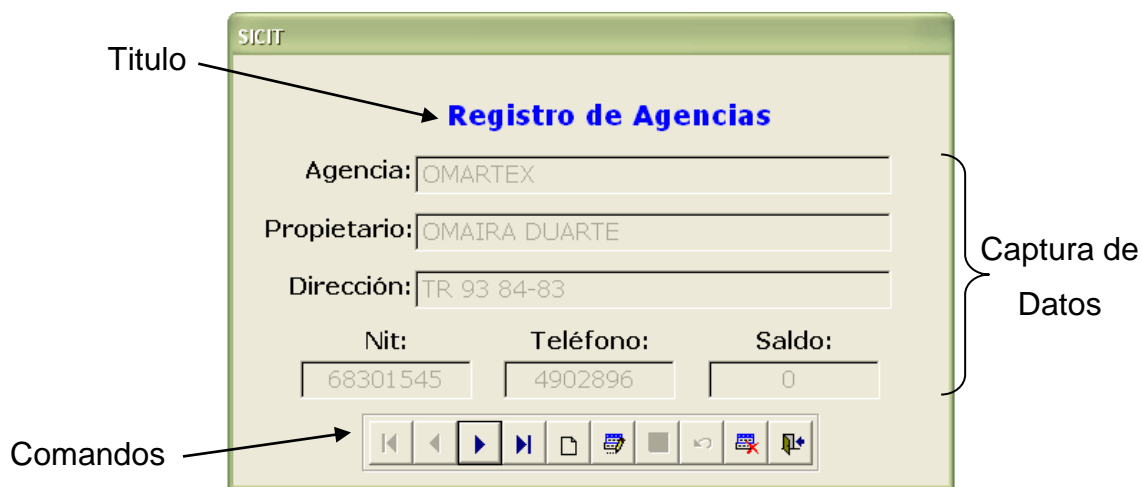 SICIT
Titulo
Registro de Agencias
Agencia: OMARTEX
Propietario: OMAIRA DUARTE
Dirección: TR 93 84-83
Captura de
Datos
Nit: Teléfono: Saldo:
68301545 4902896 0
Comandos